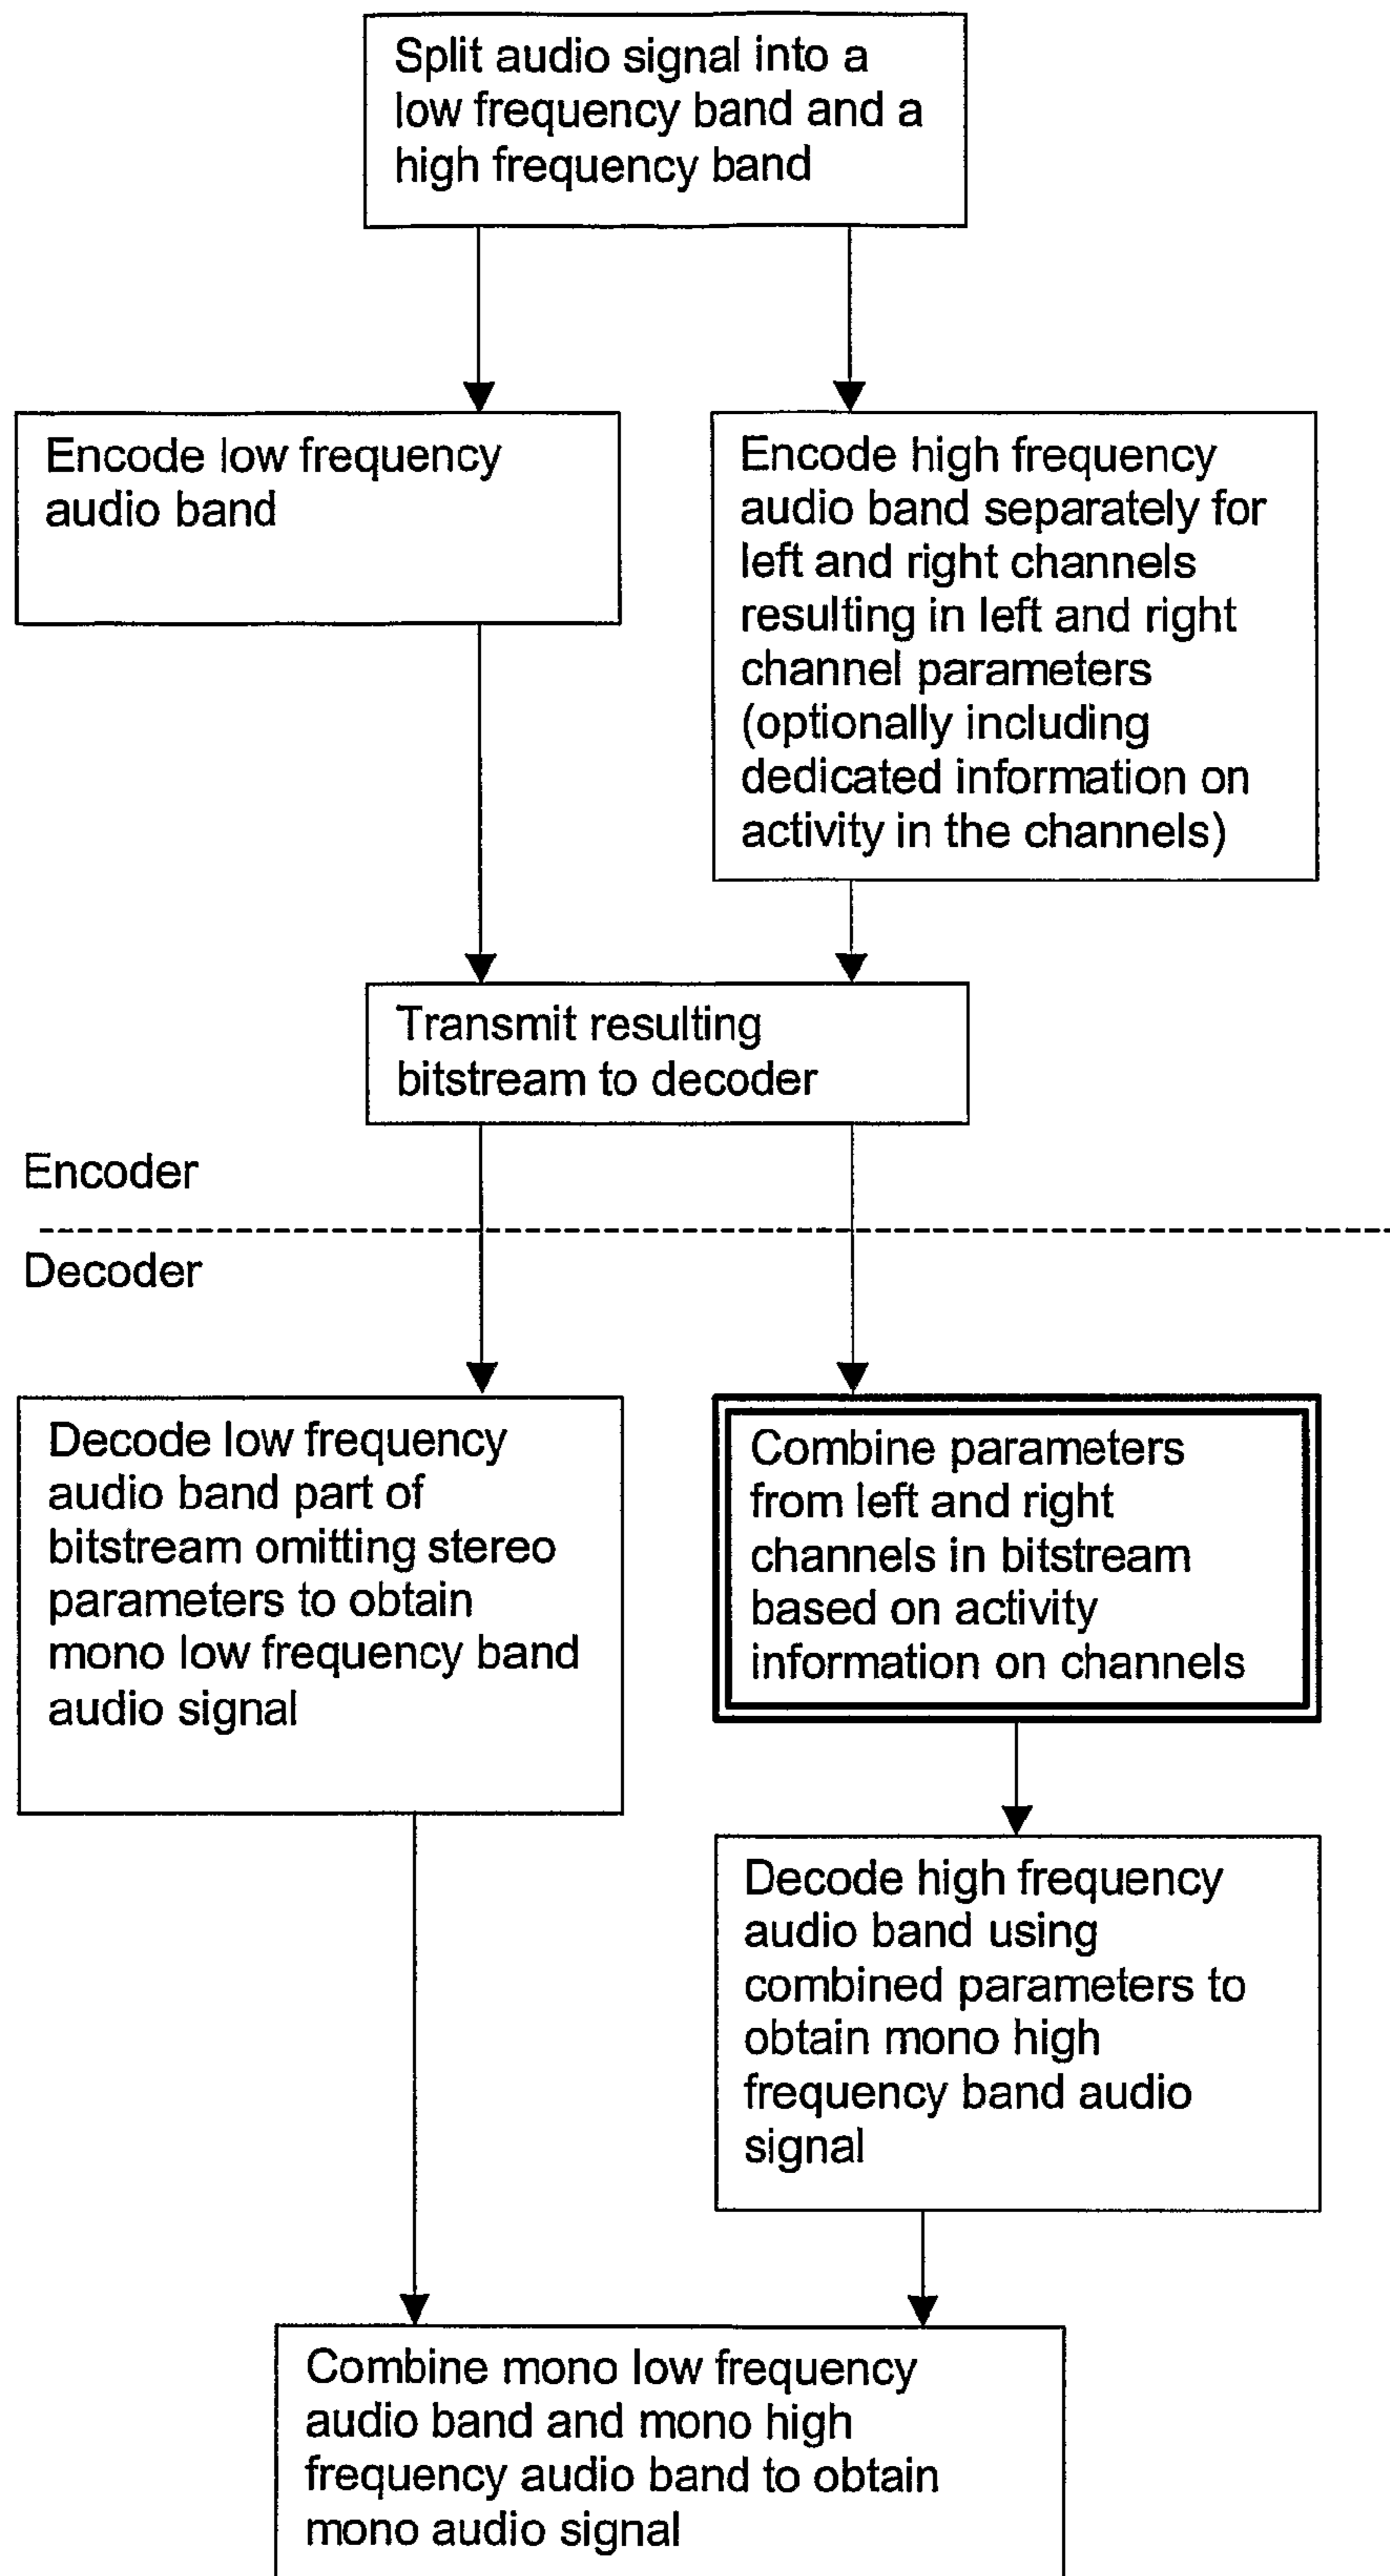 Split audio signal into a
low frequency band and a
high frequency band
Encode low frequency
audio band
Encode high frequency
audio band separately for
left and right channels
resulting in left and right
channel parameters
(optionally including
dedicated information on
activity in the channels)
Transmit resulting
bitstream to decoder
Encoder
Decoder
Decode low frequency
audio band part of
bitstream omitting stereo
parameters to obtain
mono low frequency band
audio signal
Combine parameters
from left and right
channels in bitstream
based on activity
information on channels
Decode high frequency
audio band using
combined parameters to
obtain mono high
frequency band audio
signal
Combine mono low frequency
audio band and mono high
frequency audio band to obtain
mono audio signal